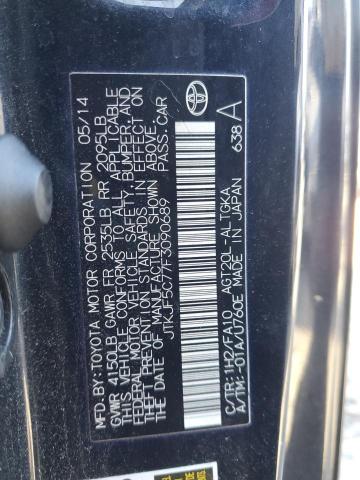 MFD.BY:TOYOTA MOTOR CORPORATION 05/14
GVWR 4150LB GAWR FR 2535LB RR 2095LB
THIS VEHICLE CONFORMS TO ALL APPLICABLE
FEDERAL MOTOR VEHICLE SAFETY, BUMPER, AND
THEFT PREVENTION STANDARDS IN EFFECT ON
THE DATE OF MANUFACTURE SHOWN ABOVE.
JTKJF5C77F3090689 PASS.CAR
C/TR:1H2/FA10 AGT20L-ALTGKA
A/TM:-01A/U760E MADE IN JAPAN 638
A